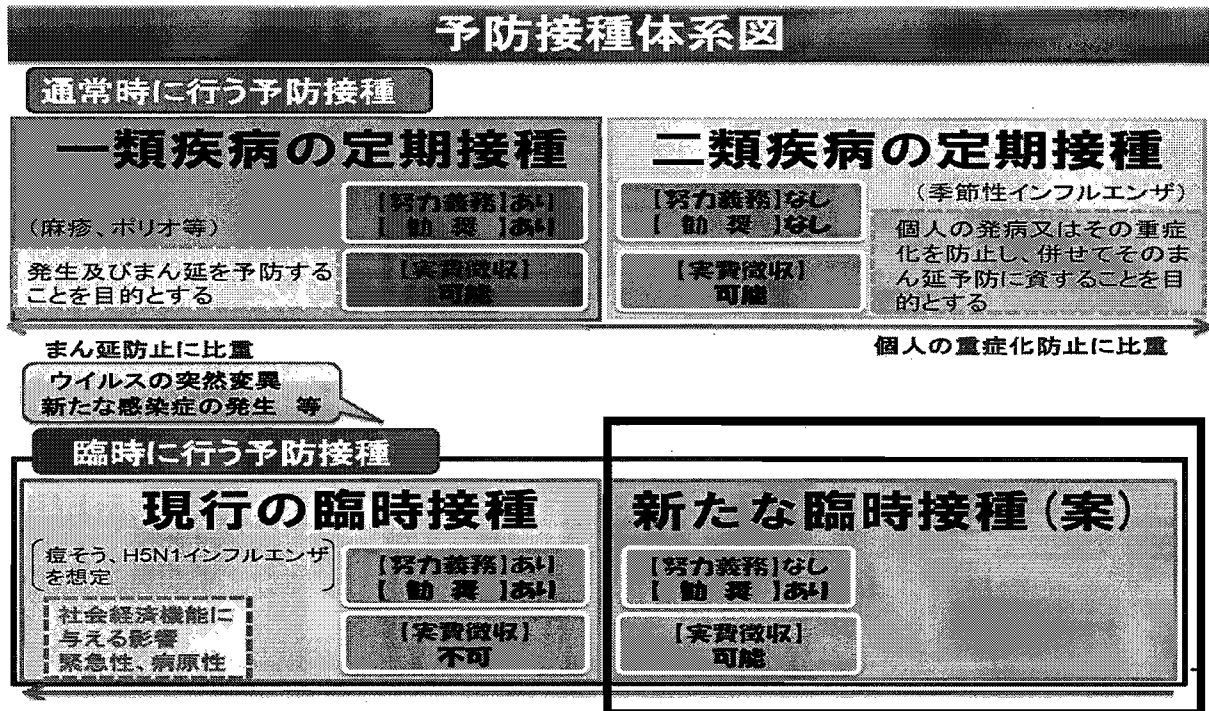 予防接種体系図
通常時に行う予防接種
一類疾病の定期接種
(麻疹、ポリオ等)
【努力義務】あり
【 勧 奨 】あり
発生及びまん延を予防する
ことを目的とする
【実費徴収】
可能
二類疾病の定期接種
(季節性インフルエンザ)
【努力義務】なし
【 勧 奨 】なし
【実費徴収】
可能
個人の発病又はその重症
化を防止し、併せてそのま
ん延予防に資することを目
的とする
まん延防止に比重
個人の重症化防止に比重
ウイルスの突然変異
新たな感染症の発生 等
臨時に行う予防接種
現行の臨時接種
痘そう、H5N1インフルエンザ
を想定
【努力義務】あり
【 勧 奨 】あり
社会経済機能に
与える影響
緊急性、病原性
【実費徴収】
不可
新たな臨時接種(案)
【努力義務】なし
【 勧 奨 】あり
【実費徴収】
可能